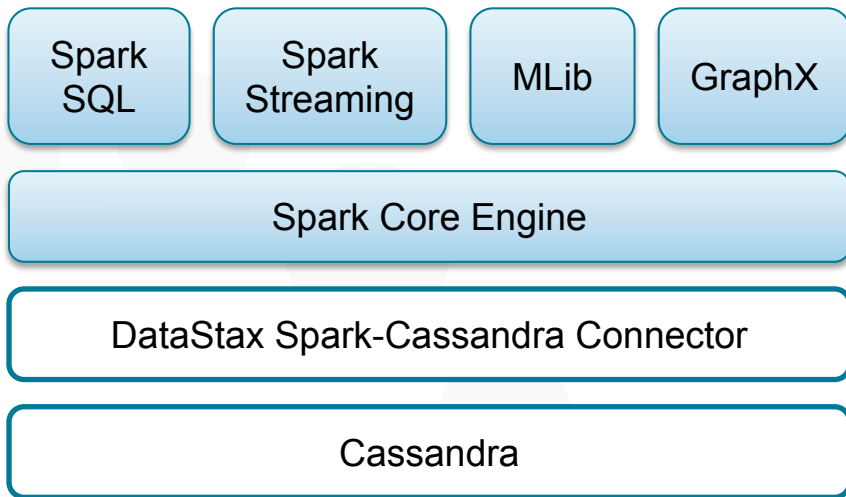 Spark
SQL
Spark
Streaming
MLib
GraphX
Spark Core Engine
DataStax Spark-Cassandra Connector
Cassandra